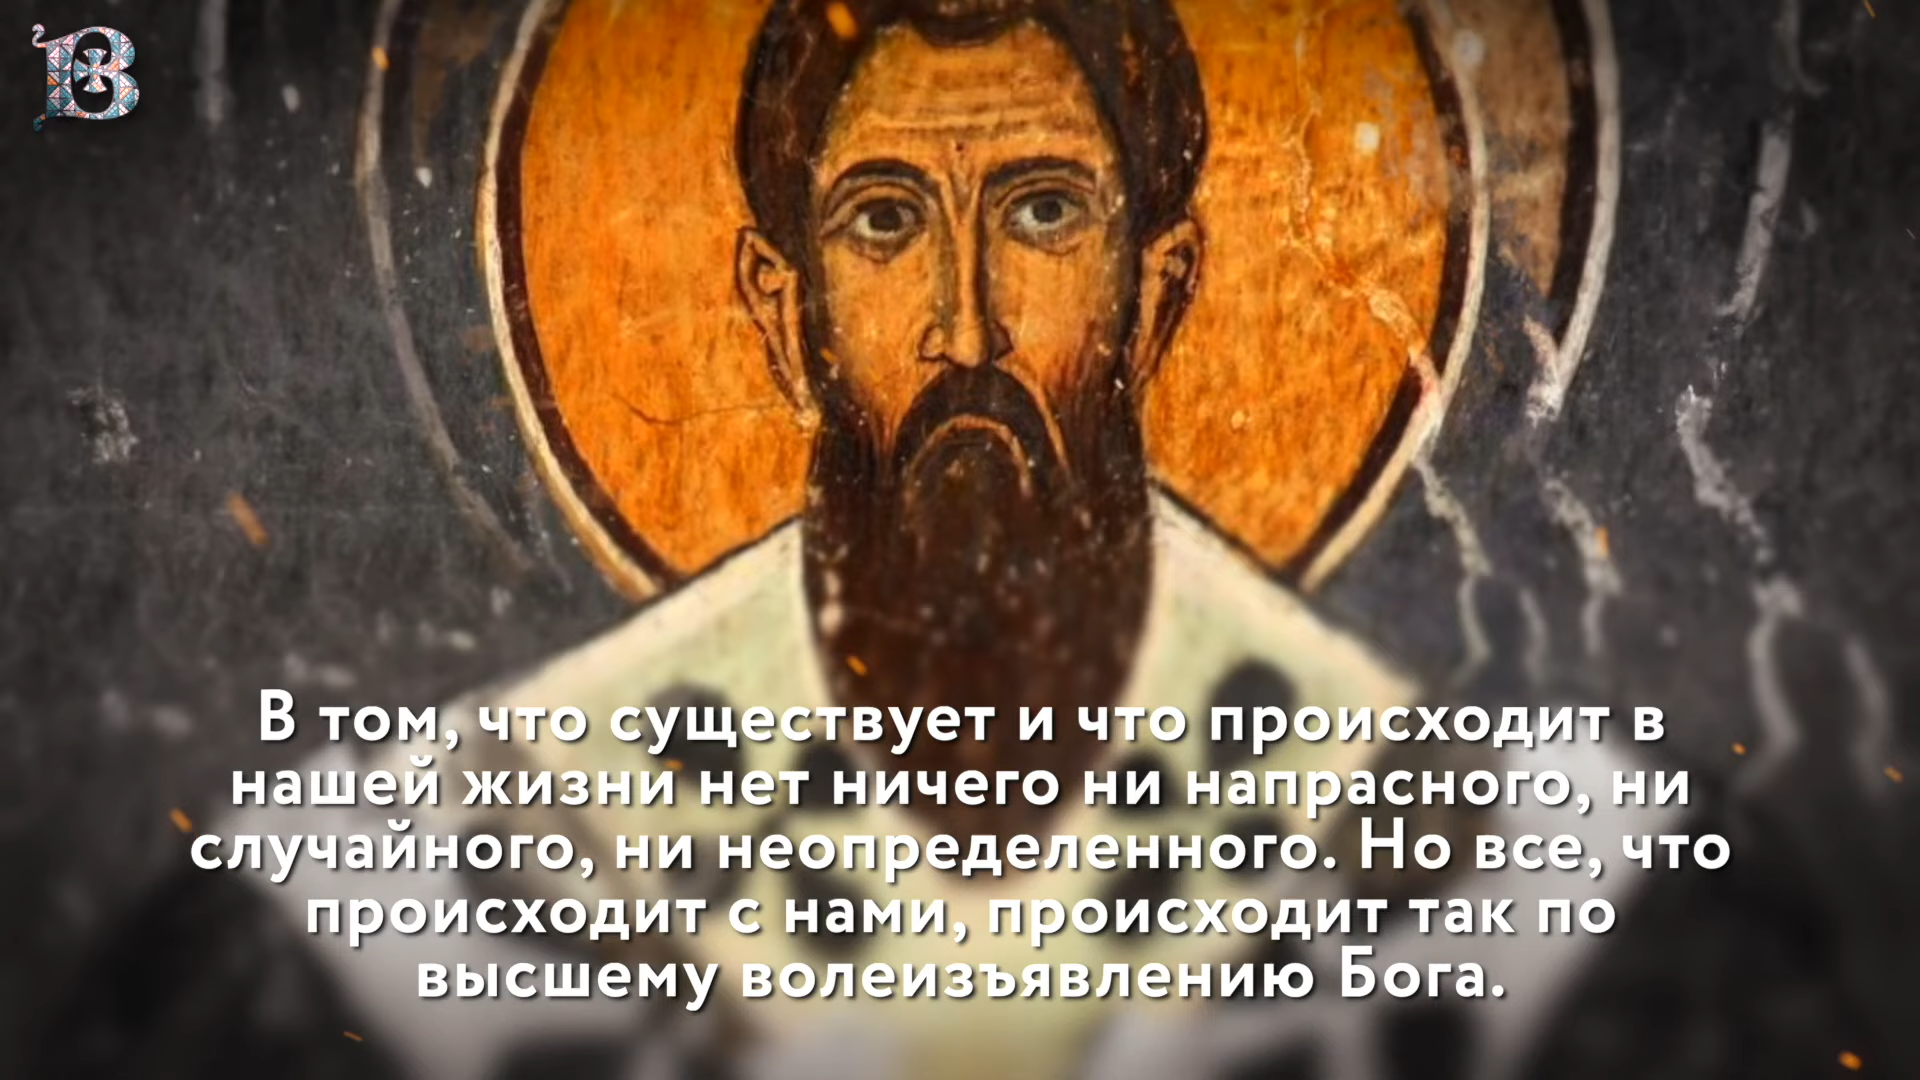 В том, что существует и что происходит в
нашей жизни нет ничего ни напрасного, ни
случайного, ни неопределенного. Но все, что
происходит с нами, происходит так по
высшему волеизъявлению Бога.